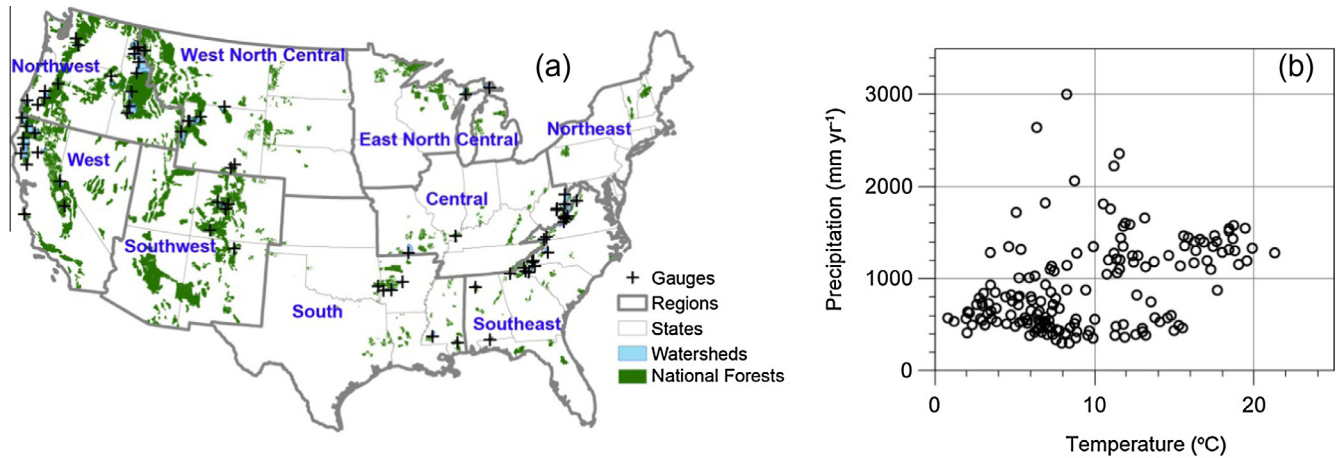 (a)
West North Central
Northwest
East North Central
Northeast
West
Central
Southwest
South
Southeast
Gauges
Regions
States
Watersheds
National Forests
(b)
Precipitation (mm yr⁻¹)
3000
2000
1000
0
0 10 20
Temperature (ºC)